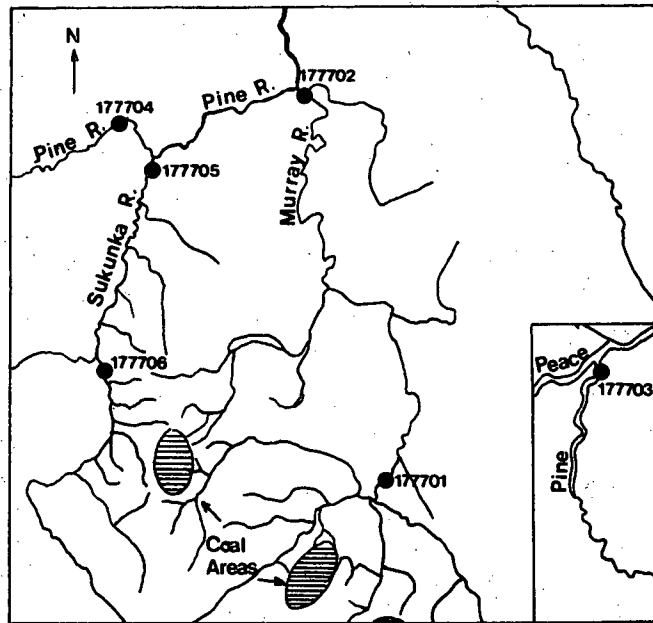 N
177702
Pine R.
177704
Pine R.
177705
Murray R.
Sukunka R.
177706
Peace
177703
Pine
177701
Coal
Areas